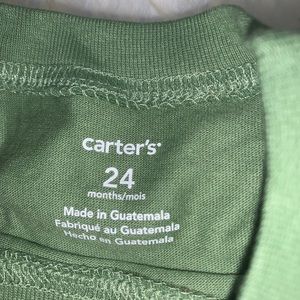 carter's
24
months/mois
Made in Guatemala
Fabriqué au Guatemala
Hecho en Guatemala